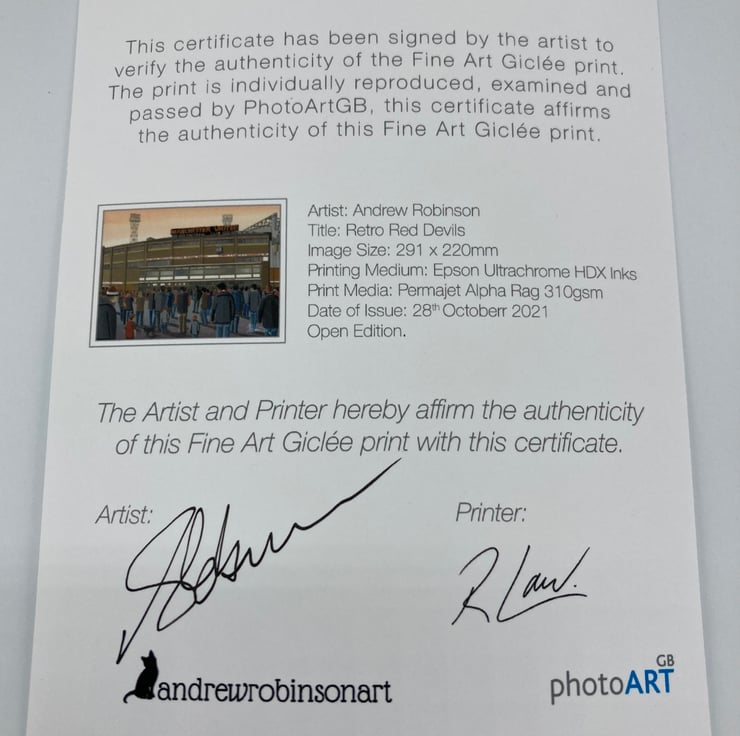 This certificate has been signed by the artist to
verify the authenticity of the Fine Art Giclée print.
The print is individually reproduced, examined and
passed by PhotoArtGB, this certificate affirms
the authenticity of this Fine Art Giclée print.
MANCHESTER UNITED
Artist: Andrew Robinson
Title: Retro Red Devils
Image Size: 291 x 220mm
Printing Medium: Epson Ultrachrome HDX Inks
Print Media: Permajet Alpha Rag 310gsm
Date of Issue: 28th Octoberr 2021
Open Edition.
The Artist and Printer hereby affirm the authenticity
of this Fine Art Giclée print with this certificate.
Artist:
Printer:
R Law.
andrewrobinsonart
photoARTGB